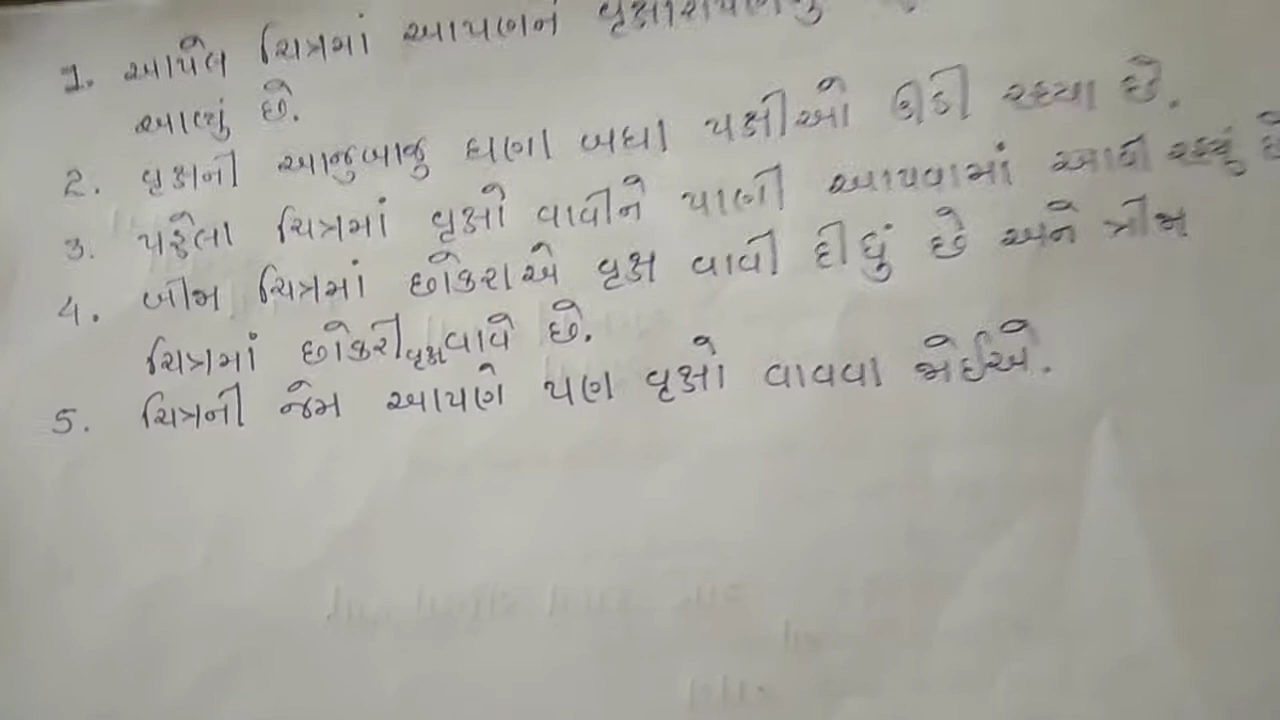 1. આપેલ ચિત્રમાં આપણને વૃક્ષારોપણનું
આવ્યું છે.
2. વૃક્ષની આજુબાજુ ઘણા બધા પક્ષીઓ ઊડી રહ્યા છે.
3. પહેલા ચિત્રમાં વૃક્ષો વાવીને પાણી આપવામાં આવી રહ્યું છે
4. બીજા ચિત્રમાં છોકરાએ વૃક્ષ વાવી દીધું છે અને ત્રીજા
ચિત્રમાં છોકરી વૃક્ષ વાવે છે.
5. ચિત્રની જેમ આપણે પણ વૃક્ષો વાવવા જોઈએ.